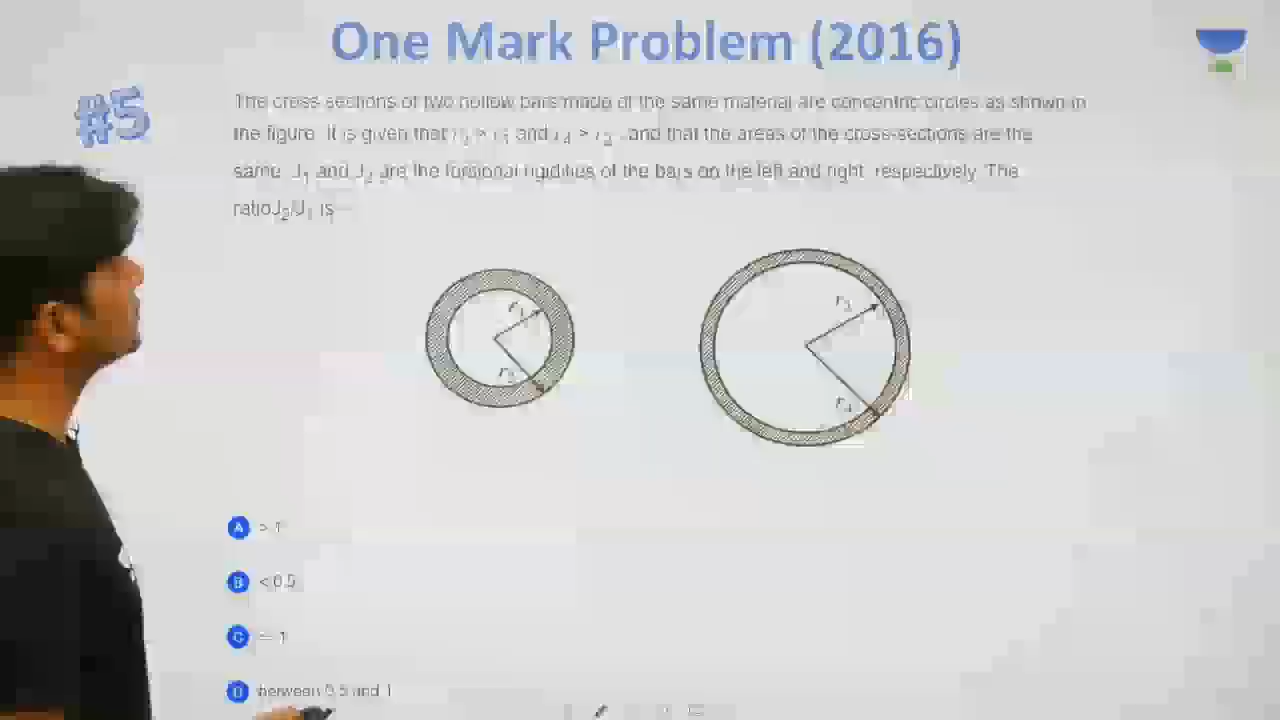 One Mark Problem (2016)
#5
The cross-sections of two hollow bars made of the same material are concentric circles as shown in
the figure. It is given that r₃ > r₁ and r₄ > r₂, and that the areas of the cross-sections are the
same. J₁ and J₂ are the torsional rigidities of the bars on the left and right, respectively. The
ratio J₂/J₁ is
r₁
r₂
r₃
r₄
A > 1
B < 0.5
C = 1
D between 0.5 and 1